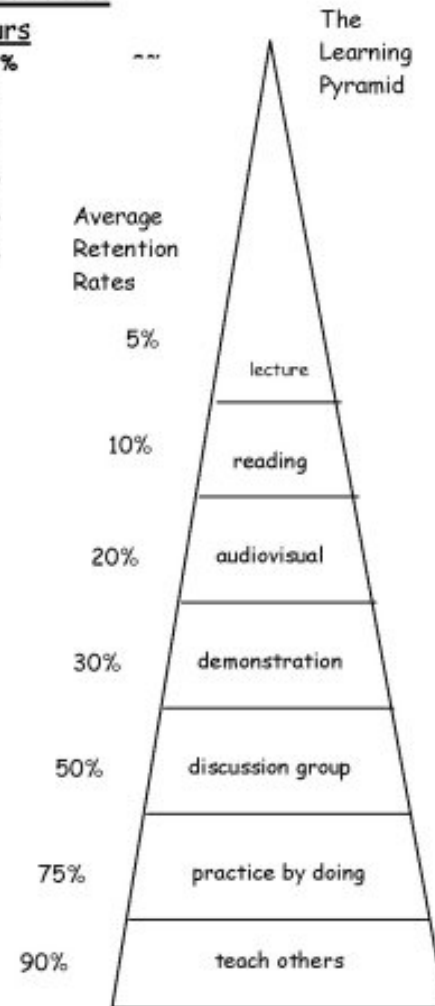 The
Learning
Pyramid
Average
Retention
Rates
5%
lecture
10%
reading
20%
audiovisual
30%
demonstration
50%
discussion group
75%
practice by doing
90%
teach others